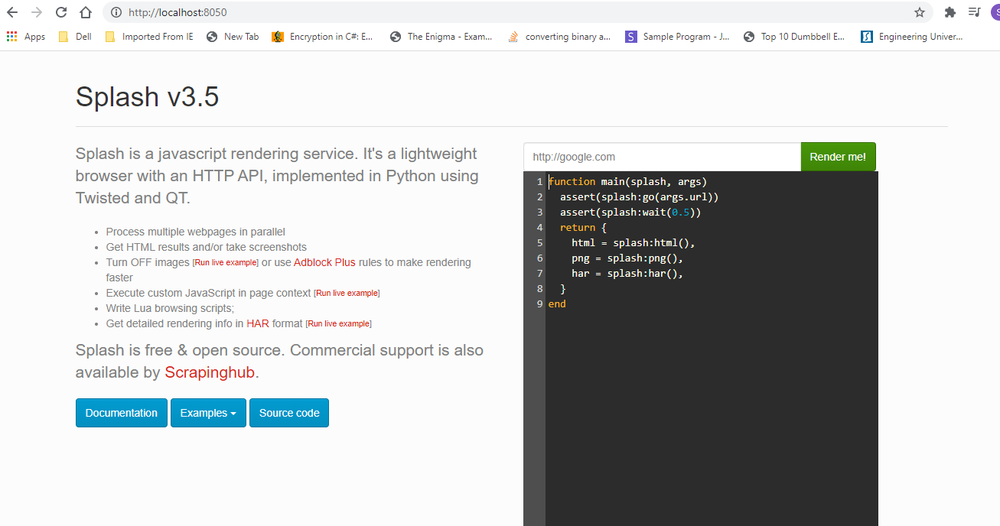 http://localhost:8050
S
Apps Dell Imported From IE New Tab Encryption in C#: E... The Enigma - Exam... converting binary a... S Sample Program - J... Top 10 Dumbbell E... Engineering Univer...
Splash v3.5
Splash is a javascript rendering service. It's a lightweight
browser with an HTTP API, implemented in Python using
Twisted and QT.
• Process multiple webpages in parallel
• Get HTML results and/or take screenshots
• Turn OFF images [Run live example] or use Adblock Plus rules to make rendering
faster
• Execute custom JavaScript in page context [Run live example]
• Write Lua browsing scripts;
• Get detailed rendering info in HAR format [Run live example]
Splash is free & open source. Commercial support is also
available by Scrapinghub.
Documentation Examples Source code
http://google.com Render me!
1 function main(splash, args)
2   assert(splash:go(args.url))
3   assert(splash:wait(0.5))
4   return {
5     html = splash:html(),
6     png = splash:png(),
7     har = splash:har(),
8   }
9 end